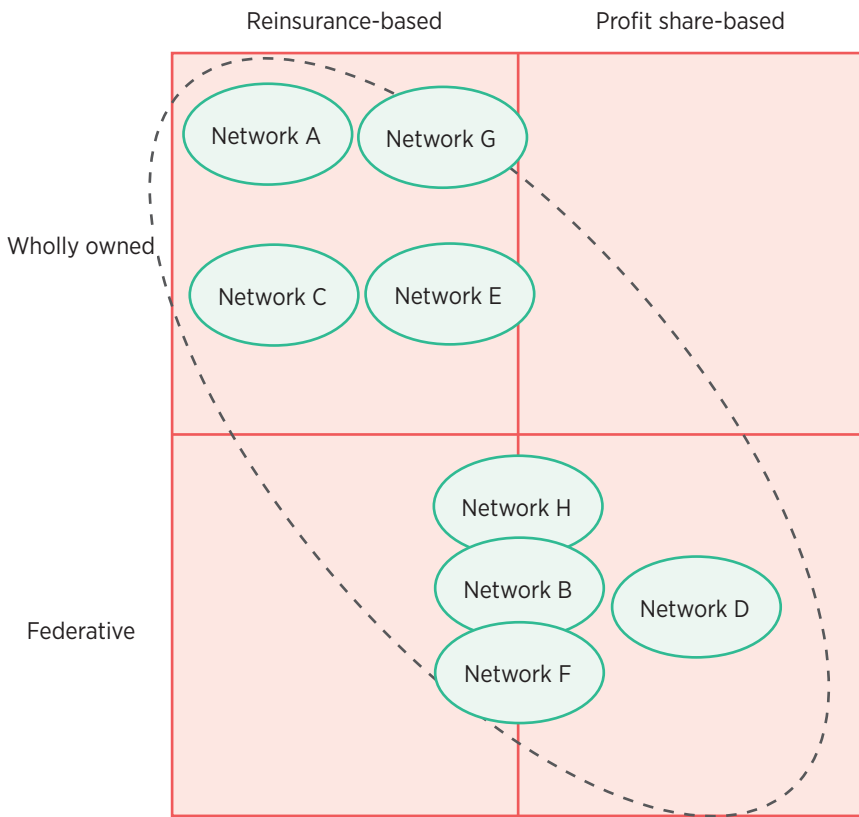 Reinsurance-based
Profit share-based
Network A
Network G
Wholly owned
Network C
Network E
Network H
Network B
Network D
Federative
Network F